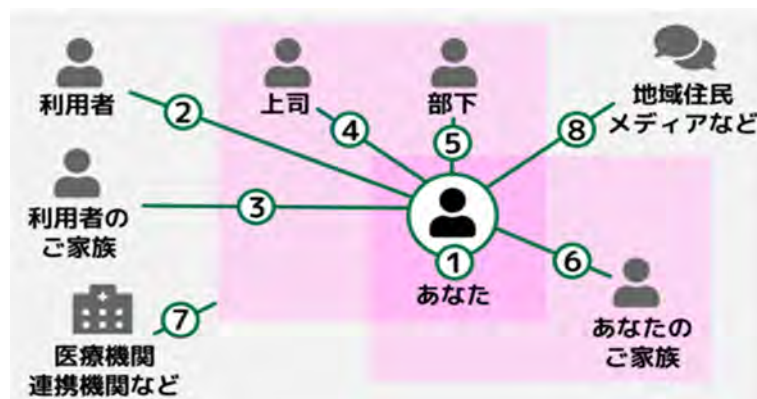 利用者
②
上司
④
部下
⑤
地域住民
メディアなど
⑧
利用者の
ご家族
③
①
あなた
⑥
あなたの
ご家族
⑦
医療機関
連携機関など